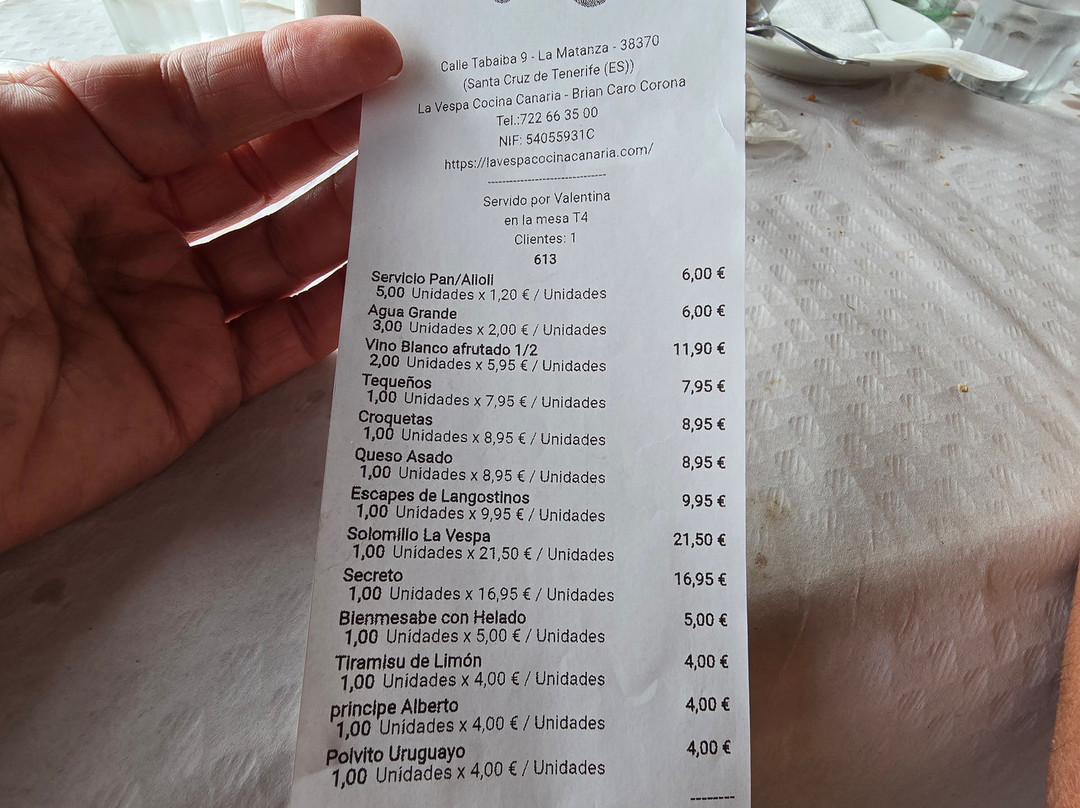 Calle Tabaiba 9 - La Matanza - 38370
(Santa Cruz de Tenerife (ES))
La Vespa Cocina Canaria - Brian Caro Corona
Tel.:722 66 35 00
NIF: 54055931C
https://lavespacocinacanaria.com/
--------------------------------
Servido por Valentina
en la mesa T4
Clientes: 1
613
Servicio Pan/Alioli 6,00 €
5,00 Unidades x 1,20 € / Unidades
Agua Grande 6,00 €
3,00 Unidades x 2,00 € / Unidades
Vino Blanco afrutado 1/2 11,90 €
2,00 Unidades x 5,95 € / Unidades
Tequeños 7,95 €
1,00 Unidades x 7,95 € / Unidades
Croquetas 8,95 €
1,00 Unidades x 8,95 € / Unidades
Queso Asado 8,95 €
1,00 Unidades x 8,95 € / Unidades
Escapes de Langostinos 9,95 €
1,00 Unidades x 9,95 € / Unidades
Solomillo La Vespa 21,50 €
1,00 Unidades x 21,50 € / Unidades
Secreto 16,95 €
1,00 Unidades x 16,95 € / Unidades
Bienmesabe con Helado 5,00 €
1,00 Unidades x 5,00 € / Unidades
Tiramisu de Limón 4,00 €
1,00 Unidades x 4,00 € / Unidades
principe Alberto 4,00 €
1,00 Unidades x 4,00 € / Unidades
Polvito Uruguayo 4,00 €
1,00 Unidades x 4,00 € / Unidades
--------